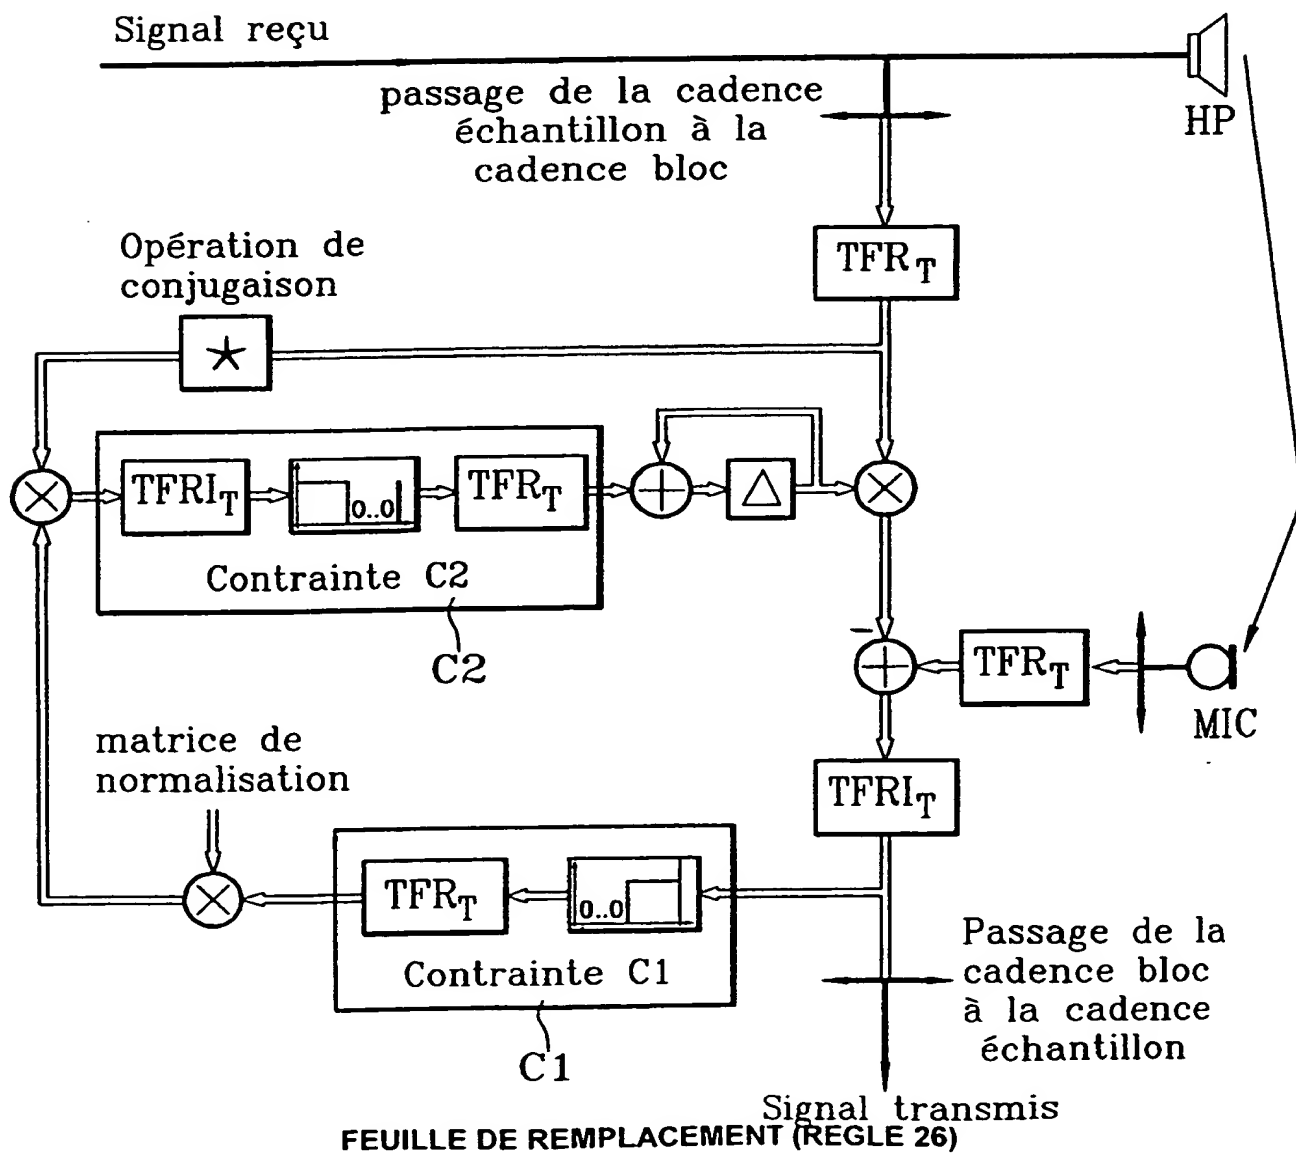 Signal reçu
passage de la cadence
échantillon à la
cadence bloc
HP
TFR_T
Opération de
conjugaison
TFRI_T
0..0
TFR_T
Contrainte C2
C2
-
TFR_T
MIC
matrice de
normalisation
TFRI_T
TFR_T
0..0
Contrainte C1
C1
Passage de la
cadence bloc
à la cadence
échantillon
Signal transmis
FEUILLE DE REMPLACEMENT (REGLE 26)